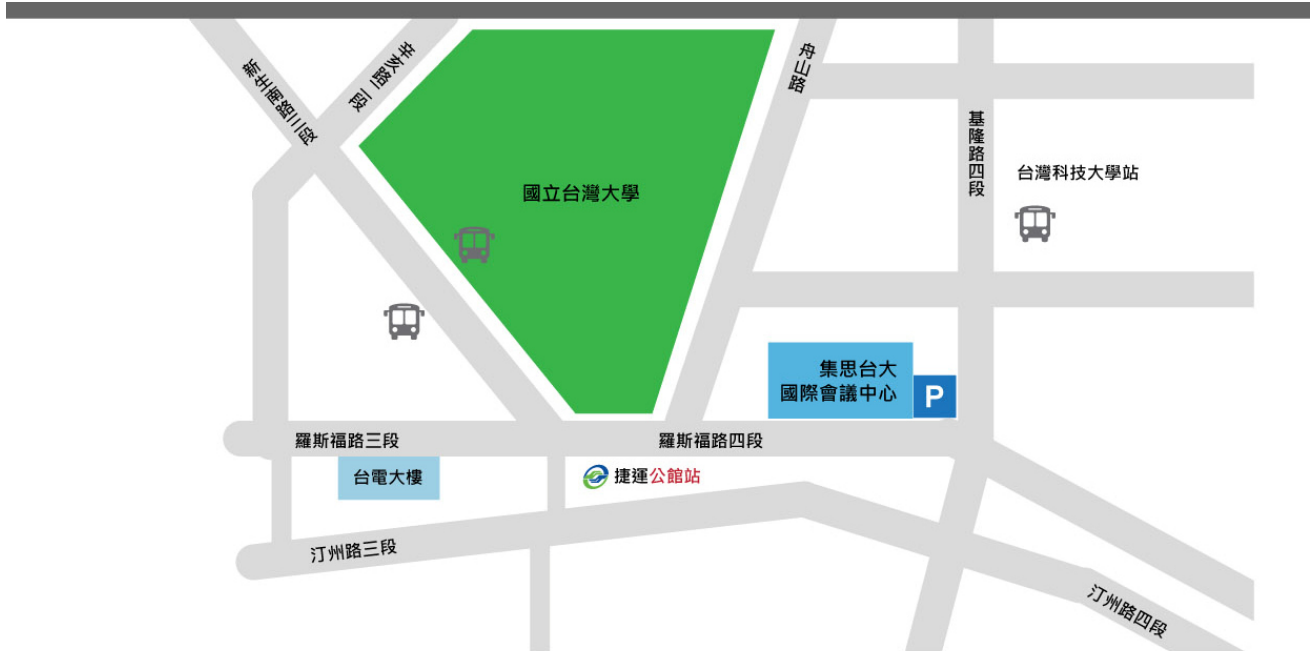 新生南路三段
辛亥路二段
舟山路
基隆路四段
台灣科技大學站
國立台灣大學
集思台大
國際會議中心
P
羅斯福路三段
羅斯福路四段
台電大樓
捷運公館站
汀州路三段
汀州路四段